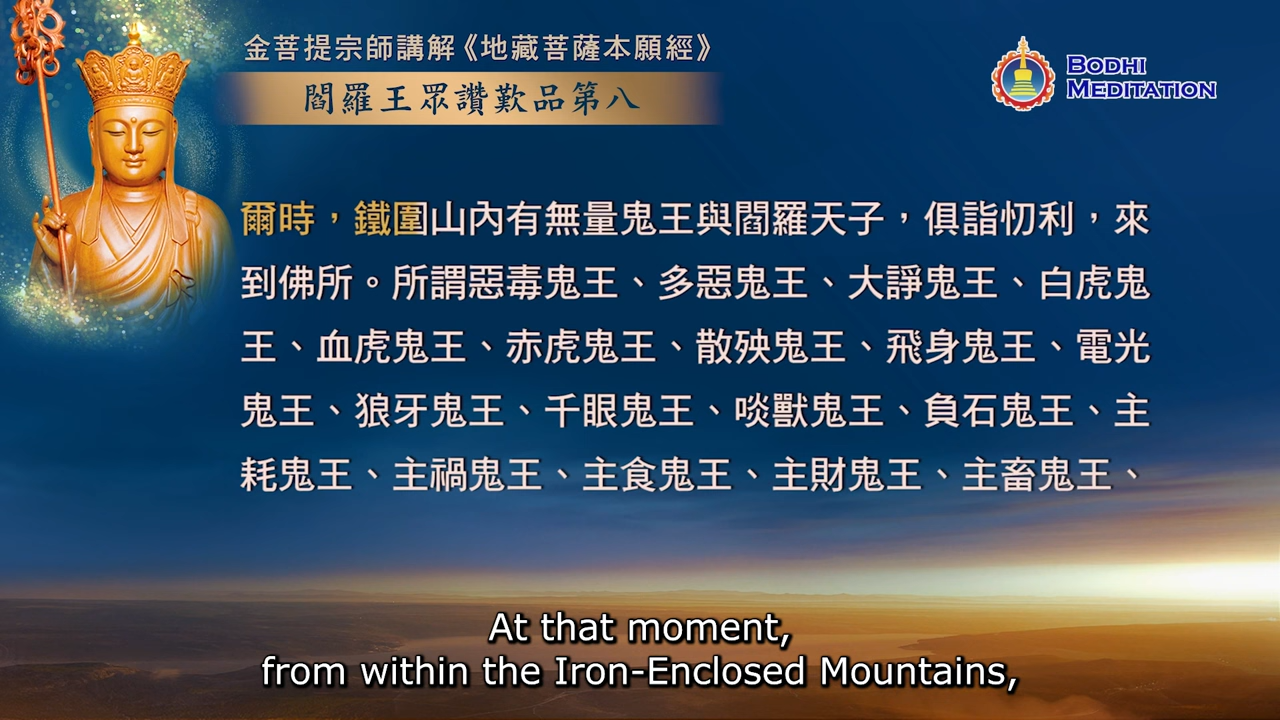 金菩提宗師講解《地藏菩薩本願經》
閻羅王眾讚歎品第八
BODHI
MEDITATION
爾時，鐵圍山內有無量鬼王與閻羅天子，俱詣忉利，來
到佛所。所謂惡毒鬼王、多惡鬼王、大諍鬼王、白虎鬼
王、血虎鬼王、赤虎鬼王、散殃鬼王、飛身鬼王、電光
鬼王、狼牙鬼王、千眼鬼王、啖獸鬼王、負石鬼王、主
耗鬼王、主禍鬼王、主食鬼王、主財鬼王、主畜鬼王、
At that moment,
from within the Iron-Enclosed Mountains,